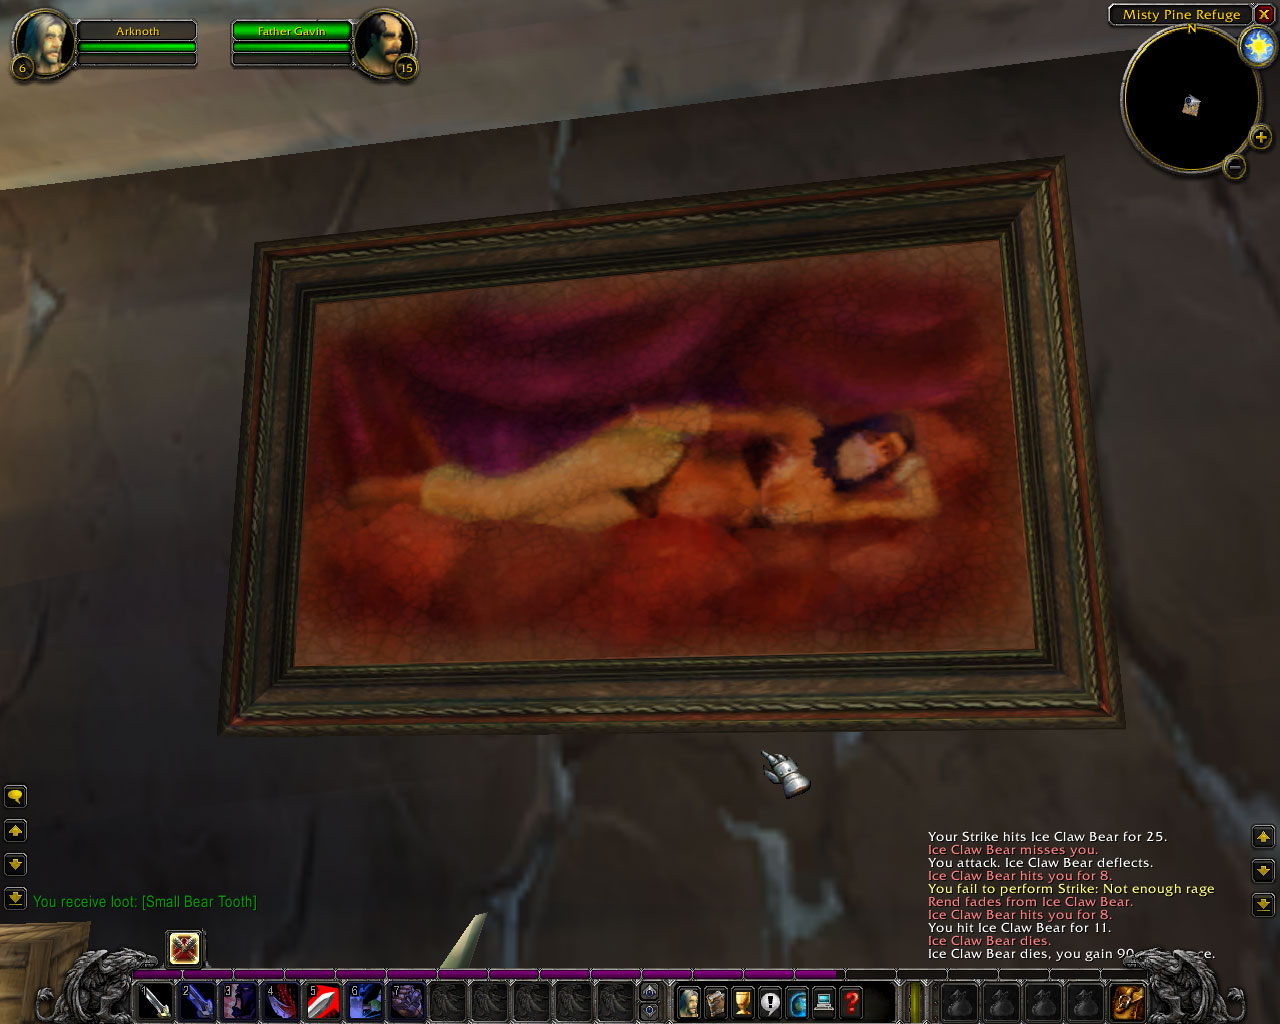 Arknoth
6
Father Gavin
15
Misty Pine Refuge
N
Your Strike hits Ice Claw Bear for 25.
Ice Claw Bear misses you.
You attack. Ice Claw Bear deflects.
Ice Claw Bear hits you for 8.
You fail to perform Strike: Not enough rage
Rend fades from Ice Claw Bear.
Ice Claw Bear hits you for 8.
You hit Ice Claw Bear for 11.
Ice Claw Bear dies.
Ice Claw Bear dies, you gain 90
You receive loot: [Small Bear Tooth]
1 2 3 4 5 6 7